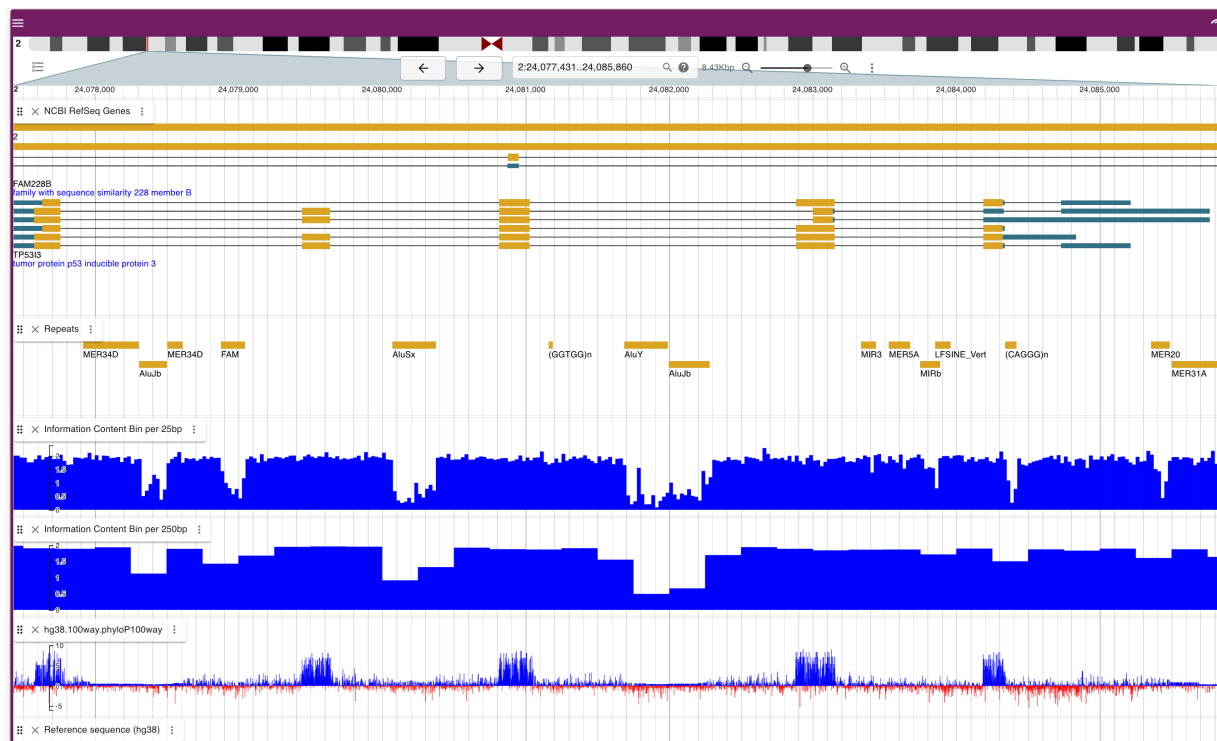 2
2:24,077,431..24,085,860
8.43Kbp
2
24,078,000
24,079,000
24,080,000
24,081,000
24,082,000
24,083,000
24,084,000
24,085,000
NCBI RefSeq Genes
2
FAM228B
family with sequence similarity 228 member B
TP53I3
tumor protein p53 inducible protein 3
Repeats
MER34D
MER34D
FAM
AluSx
(GGTGG)n
AluY
MIR3
MER5A
LFSINE_Vert
(CAGGG)n
MER20
AluJb
AluJb
MIRb
MER31A
Information Content Bin per 25bp
2
1.5
1
0.5
0
Information Content Bin per 250bp
2
1.5
1
0.5
0
hg38.100way.phyloP100way
10
-5
Reference sequence (hg38)